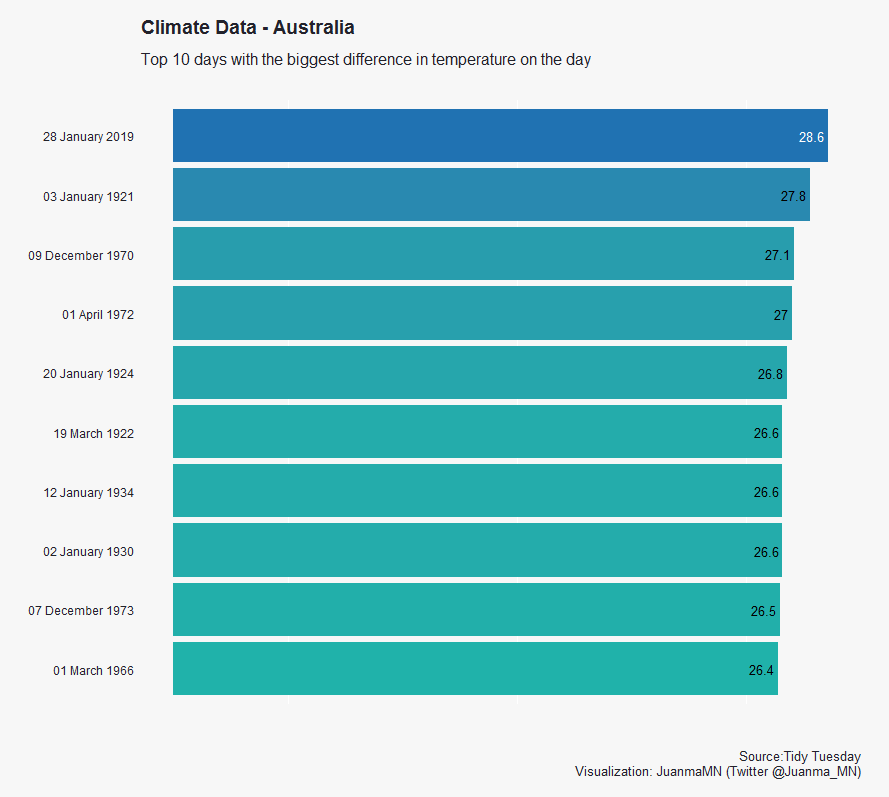 Climate Data - Australia
Top 10 days with the biggest difference in temperature on the day
28 January 2019 28.6
03 January 1921 27.8
09 December 1970 27.1
01 April 1972 27
20 January 1924 26.8
19 March 1922 26.6
12 January 1934 26.6
02 January 1930 26.6
07 December 1973 26.5
01 March 1966 26.4
Source:Tidy Tuesday
Visualization: JuanmaMN (Twitter @Juanma_MN)